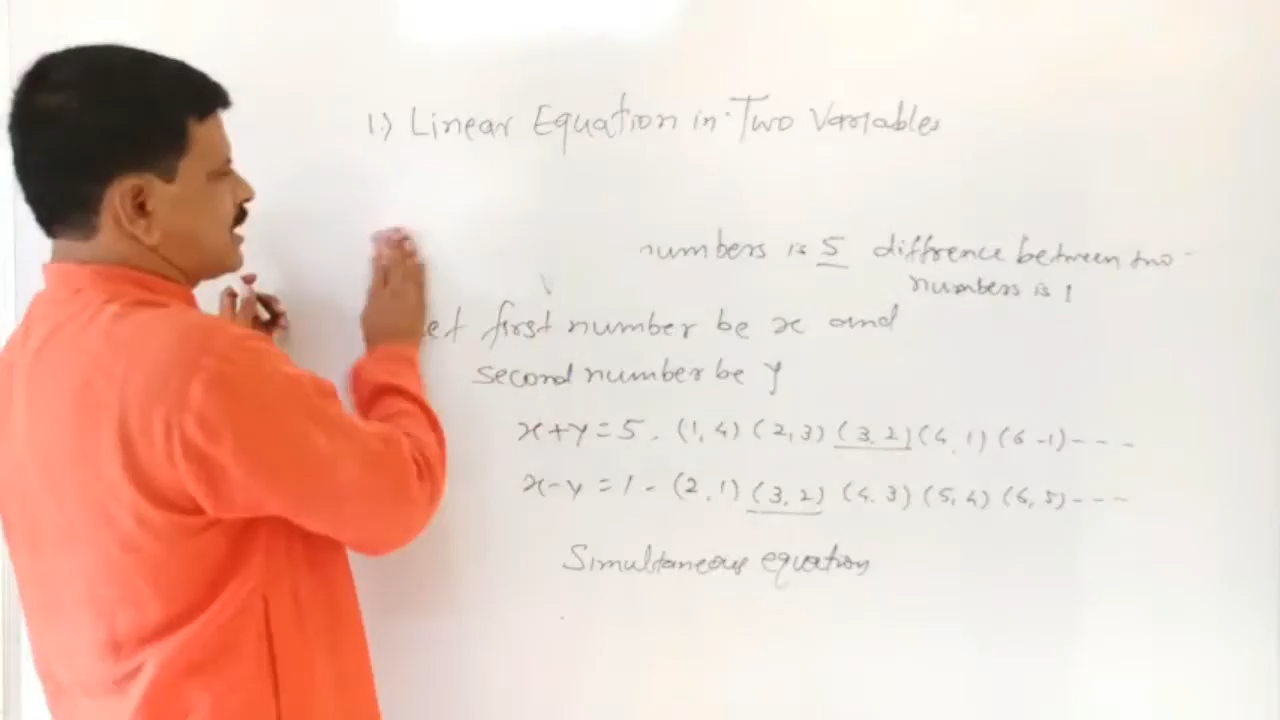 1.) Linear Equation in Two Variables
numbers is 5 diffrence between two
numbers is 1
et first number be x and
second number be y
x+y=5. (1,4) (2,3) (3,2) (4,1) (6-1)----
x-y=1- (2,1) (3,2) (4.3) (5,4) (6,5)----
Simultaneous equation